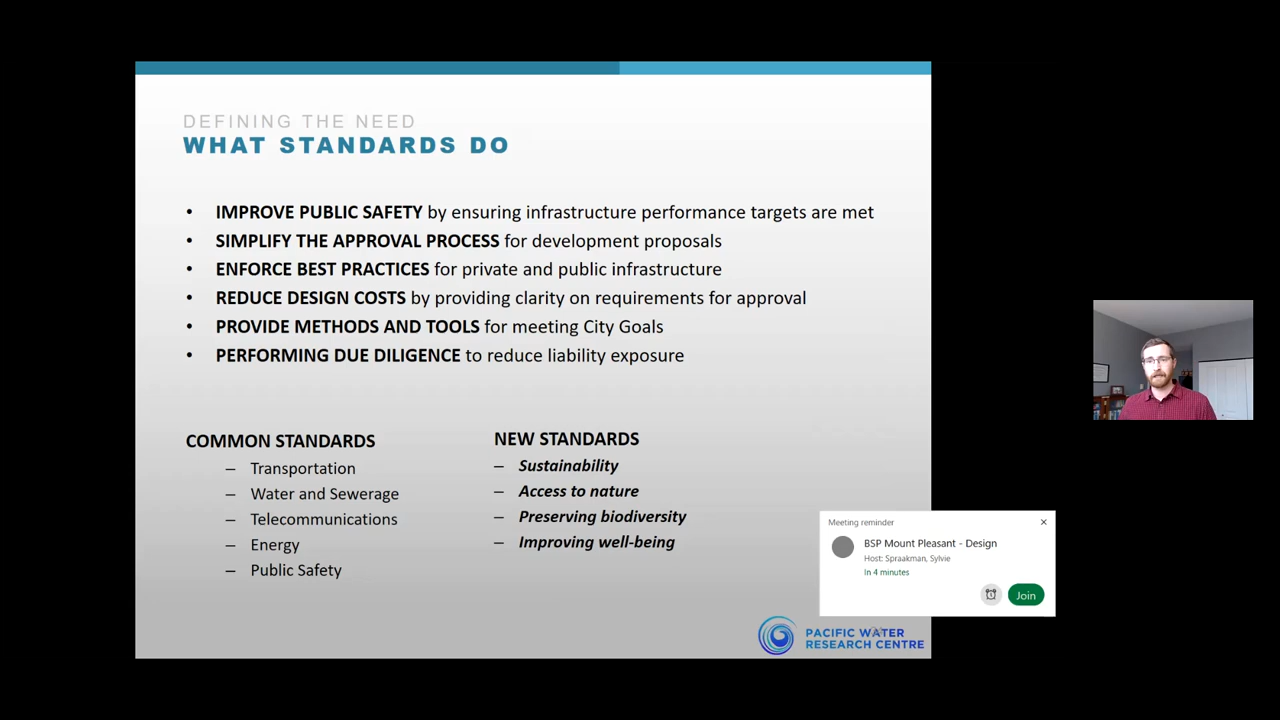 DEFINING THE NEED
WHAT STANDARDS DO
• IMPROVE PUBLIC SAFETY by ensuring infrastructure performance targets are met
• SIMPLIFY THE APPROVAL PROCESS for development proposals
• ENFORCE BEST PRACTICES for private and public infrastructure
• REDUCE DESIGN COSTS by providing clarity on requirements for approval
• PROVIDE METHODS AND TOOLS for meeting City Goals
• PERFORMING DUE DILIGENCE to reduce liability exposure
COMMON STANDARDS
– Transportation
– Water and Sewerage
– Telecommunications
– Energy
– Public Safety
NEW STANDARDS
– Sustainability
– Access to nature
– Preserving biodiversity
– Improving well-being
Meeting reminder
BSP Mount Pleasant - Design
Host: Spraakman, Sylvie
In 4 minutes
Join
PACIFIC WATER
RESEARCH CENTRE